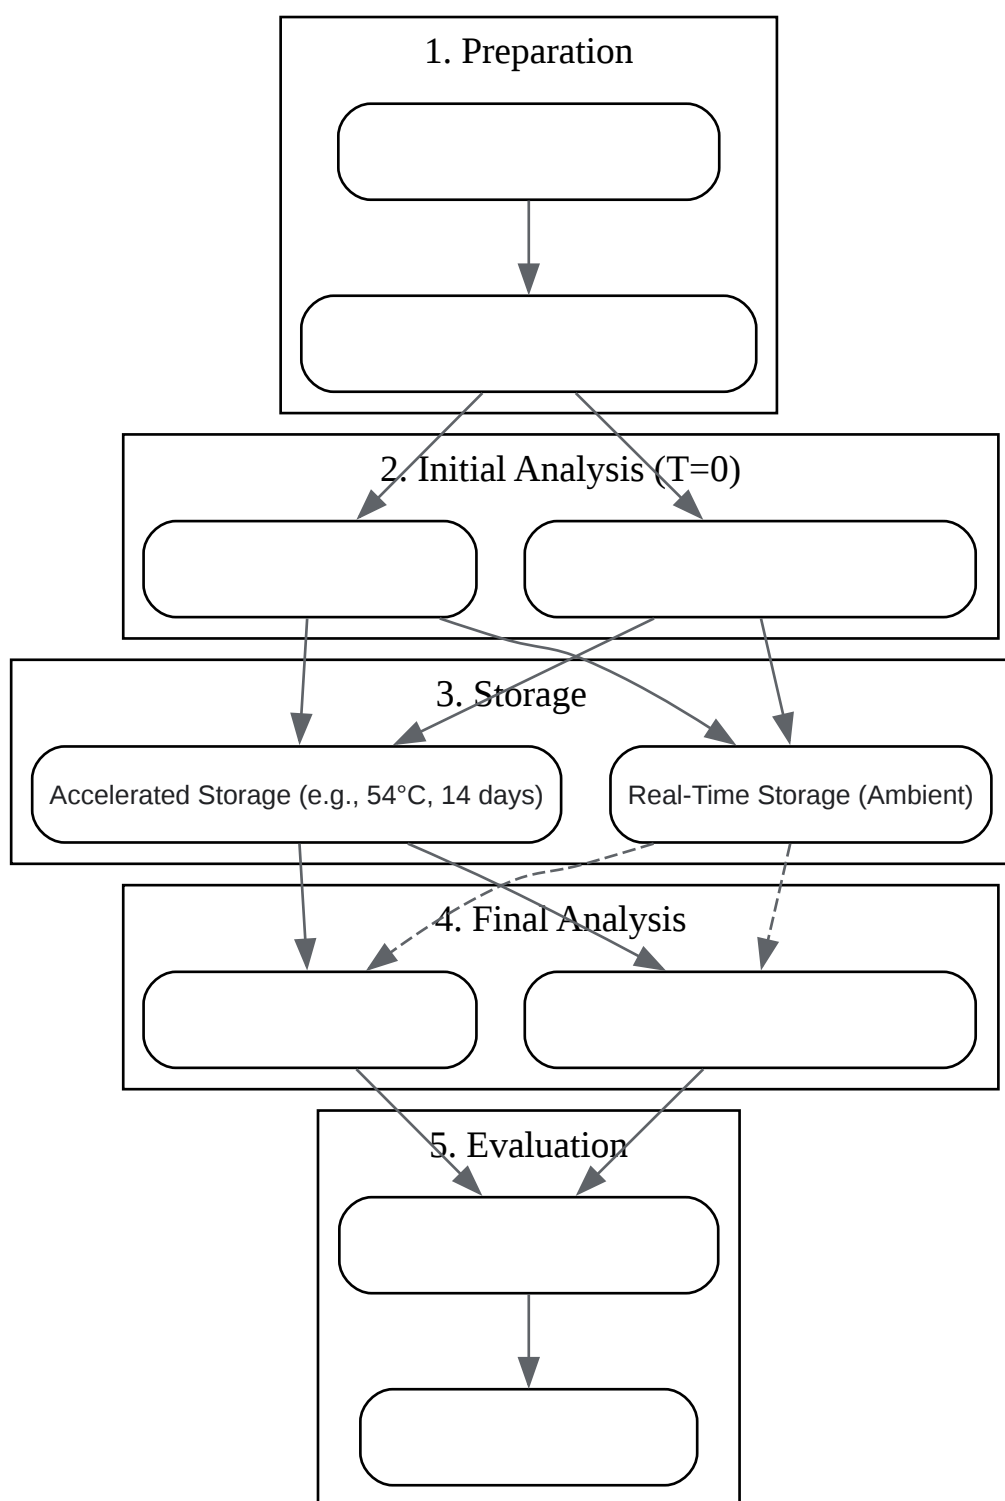 1. Preparation
2. Initial Analysis (T=0)
3. Storage
Accelerated Storage (e.g., 54°C, 14 days)
Real-Time Storage (Ambient)
4. Final Analysis
5. Evaluation